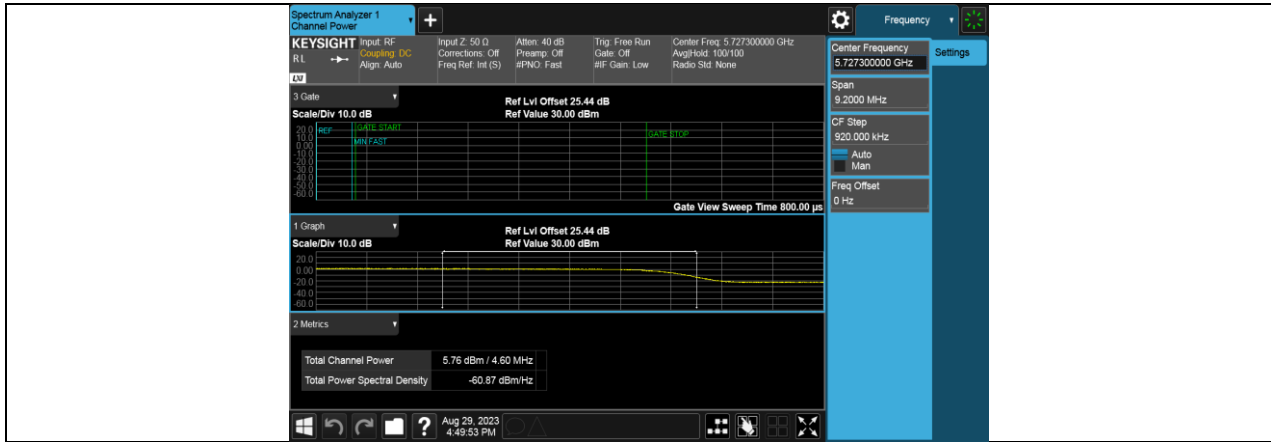 Spectrum Analyzer 1
Channel Power
+
Frequency
KEYSIGHT
R L
LXI
Input: RF
Coupling: DC
Align: Auto
Input Z: 50 Ω
Corrections: Off
Freq Ref: Int (S)
Atten: 40 dB
Preamp: Off
#PNO: Fast
Trig: Free Run
Gate: Off
#IF Gain: Low
Center Freq: 5.727300000 GHz
Avg|Hold: 100/100
Radio Std: None
Center Frequency
5.727300000 GHz
Settings
Span
9.2000 MHz
CF Step
920.000 kHz
Auto
Man
Freq Offset
0 Hz
3 Gate
Ref Lvl Offset 25.44 dB
Scale/Div 10.0 dB
Ref Value 30.00 dBm
20.0
10.0
0.00
-10.0
-20.0
-30.0
-40.0
-50.0
-60.0
REF
GATE START
MIN FAST
GATE STOP
Gate View Sweep Time 800.00 µs
1 Graph
Ref Lvl Offset 25.44 dB
Scale/Div 10.0 dB
Ref Value 30.00 dBm
20.0
0.00
-20.0
-40.0
-60.0
2 Metrics
Total Channel Power 5.76 dBm / 4.60 MHz
Total Power Spectral Density -60.87 dBm/Hz
?
Aug 29, 2023
4:49:53 PM